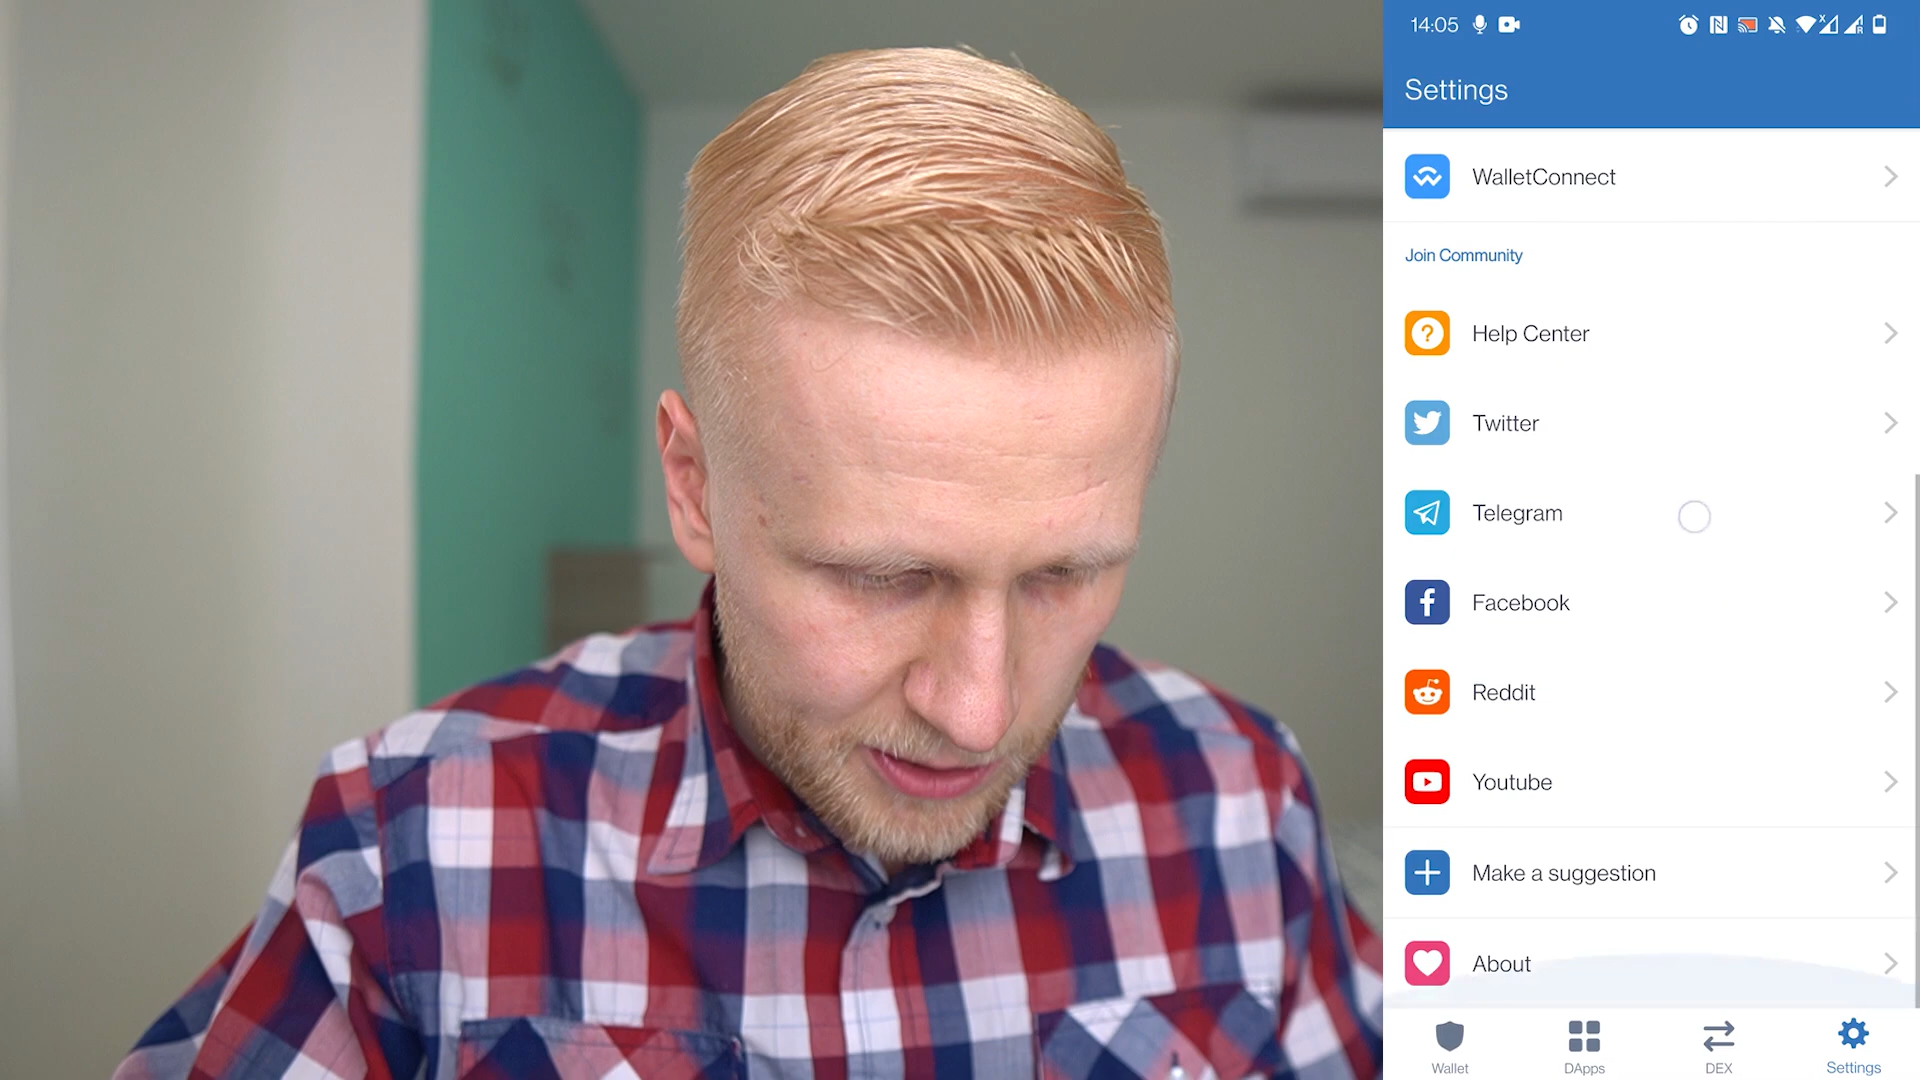 14:05
Settings
WalletConnect
Join Community
Help Center
Twitter
Telegram
Facebook
Reddit
Youtube
Make a suggestion
About
Wallet
DApps
DEX
Settings